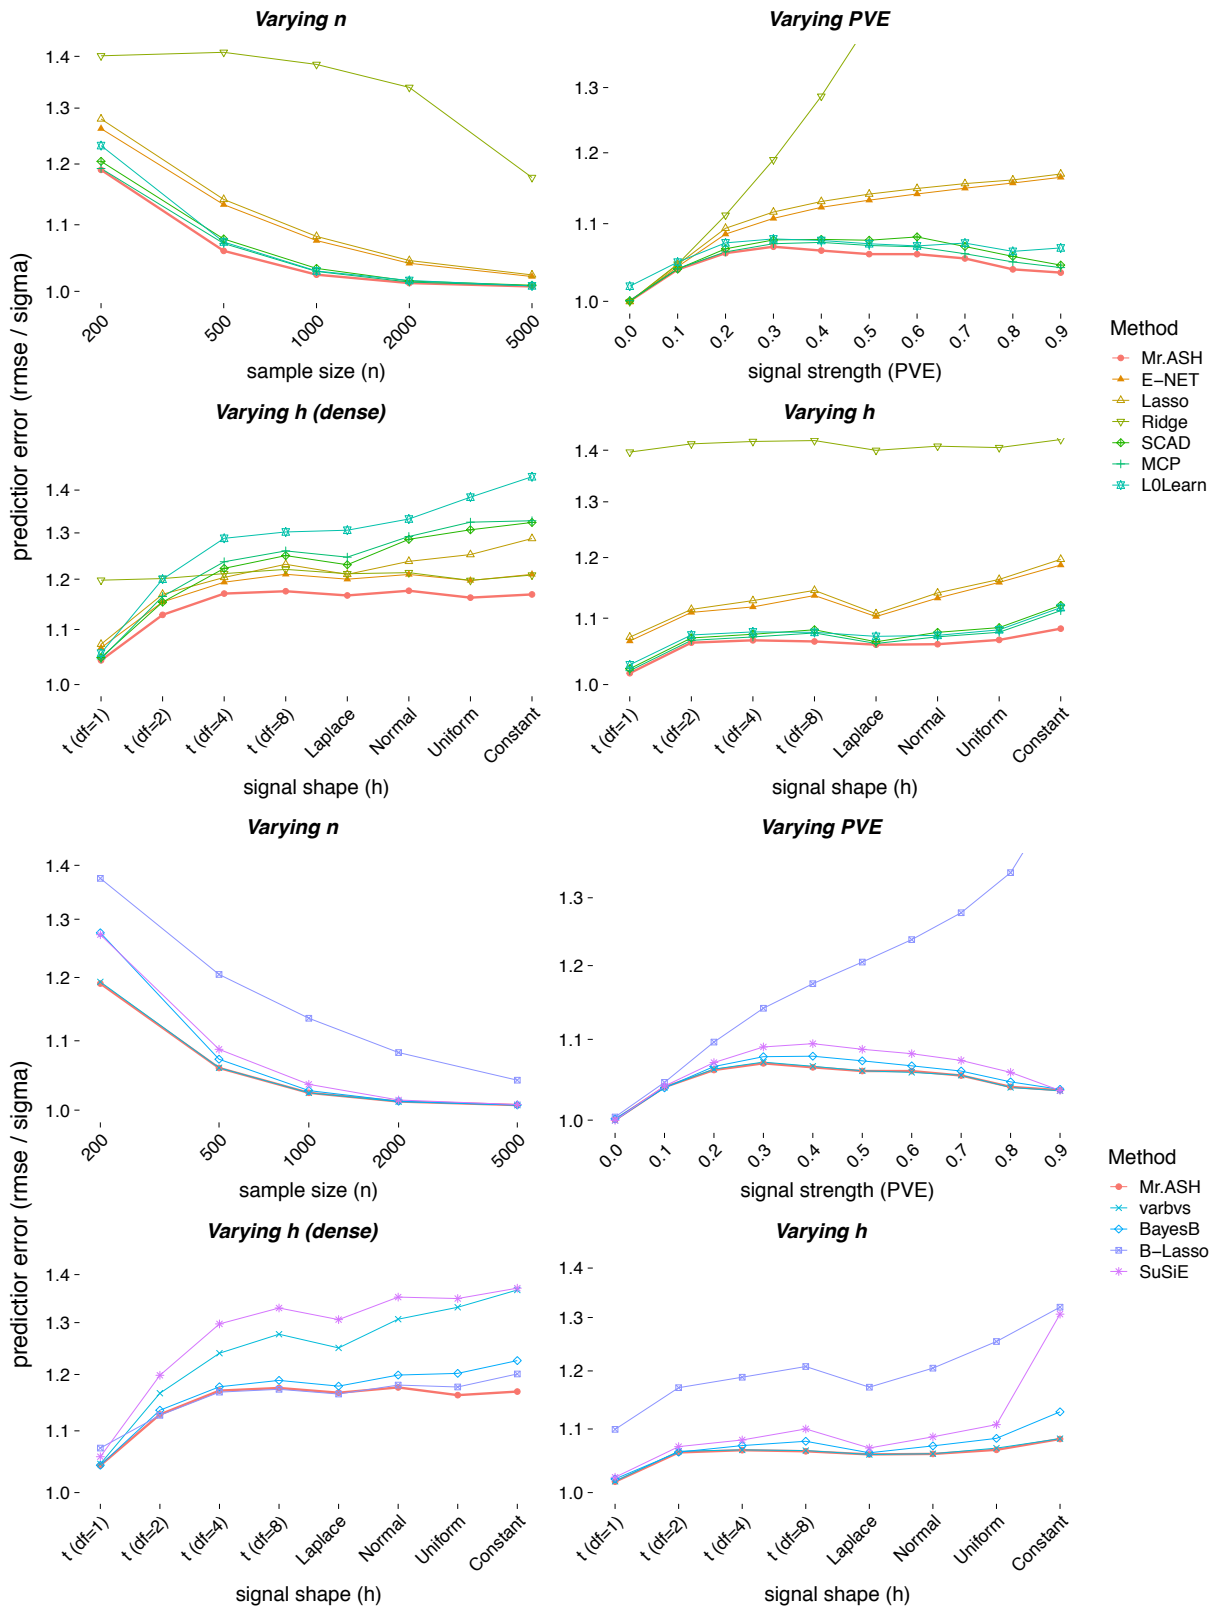 Varying n
1.4
1.3
1.2
1.1
1.0
200
500
1000
2000
5000
sample size (n)
Varying PVE
1.3
1.2
1.1
1.0
0.0
0.1
0.2
0.3
0.4
0.5
0.6
0.7
0.8
0.9
signal strength (PVE)
Varying h (dense)
1.4
1.3
1.2
1.1
1.0
t (df=1)
t (df=2)
t (df=4)
t (df=8)
Laplace
Normal
Uniform
Constant
signal shape (h)
Varying h
1.4
1.3
1.2
1.1
1.0
t (df=1)
t (df=2)
t (df=4)
t (df=8)
Laplace
Normal
Uniform
Constant
signal shape (h)
predictior error (rmse / sigma)
Method
Mr.ASH
E−NET
Lasso
Ridge
SCAD
MCP
L0Learn
Varying n
1.4
1.3
1.2
1.1
1.0
200
500
1000
2000
5000
sample size (n)
Varying PVE
1.3
1.2
1.1
1.0
0.0
0.1
0.2
0.3
0.4
0.5
0.6
0.7
0.8
0.9
signal strength (PVE)
Varying h (dense)
1.4
1.3
1.2
1.1
1.0
t (df=1)
t (df=2)
t (df=4)
t (df=8)
Laplace
Normal
Uniform
Constant
signal shape (h)
Varying h
1.4
1.3
1.2
1.1
1.0
t (df=1)
t (df=2)
t (df=4)
t (df=8)
Laplace
Normal
Uniform
Constant
signal shape (h)
predictior error (rmse / sigma)
Method
Mr.ASH
varbvs
BayesB
B−Lasso
SuSiE